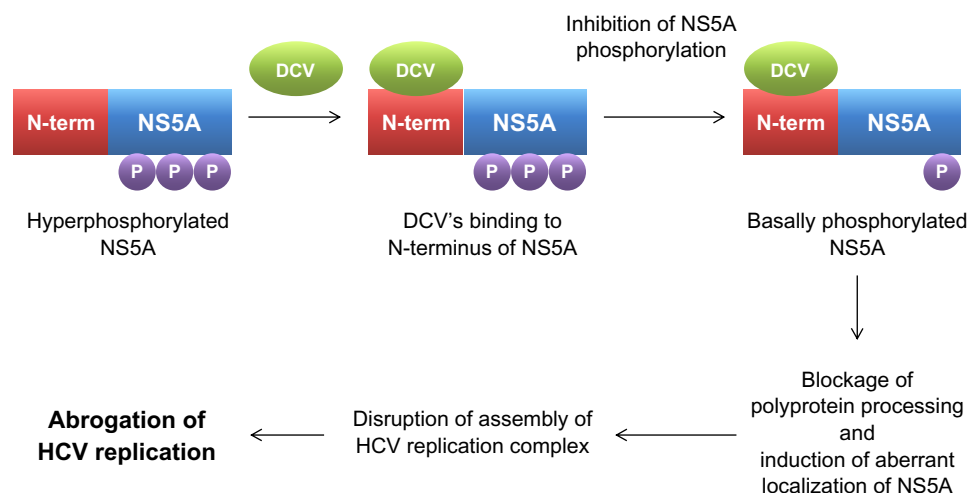 Inhibition of NS5A
phosphorylation
DCV
DCV
DCV
N-term NS5A
N-term NS5A
N-term NS5A
P P P
P P P
P
Hyperphosphorylated
NS5A
DCV's binding to
N-terminus of NS5A
Basally phosphorylated
NS5A
Blockage of
polyprotein processing
and
induction of aberrant
localization of NS5A
Disruption of assembly of
HCV replication complex
Abrogation of
HCV replication